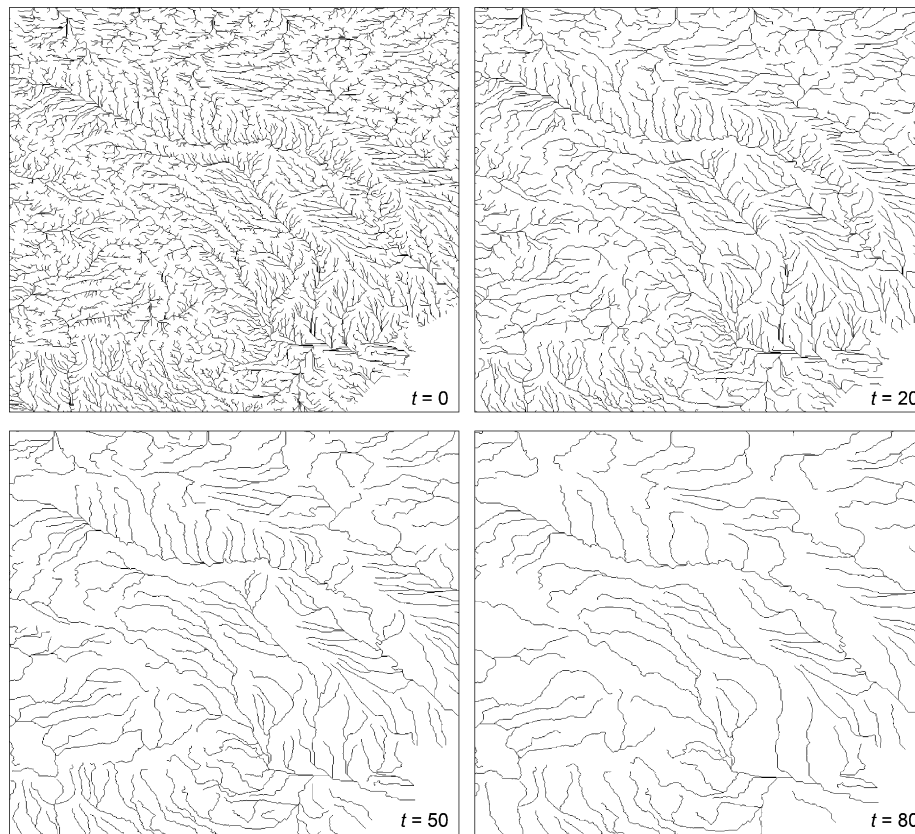 t = 0
t = 20
t = 50
t = 80